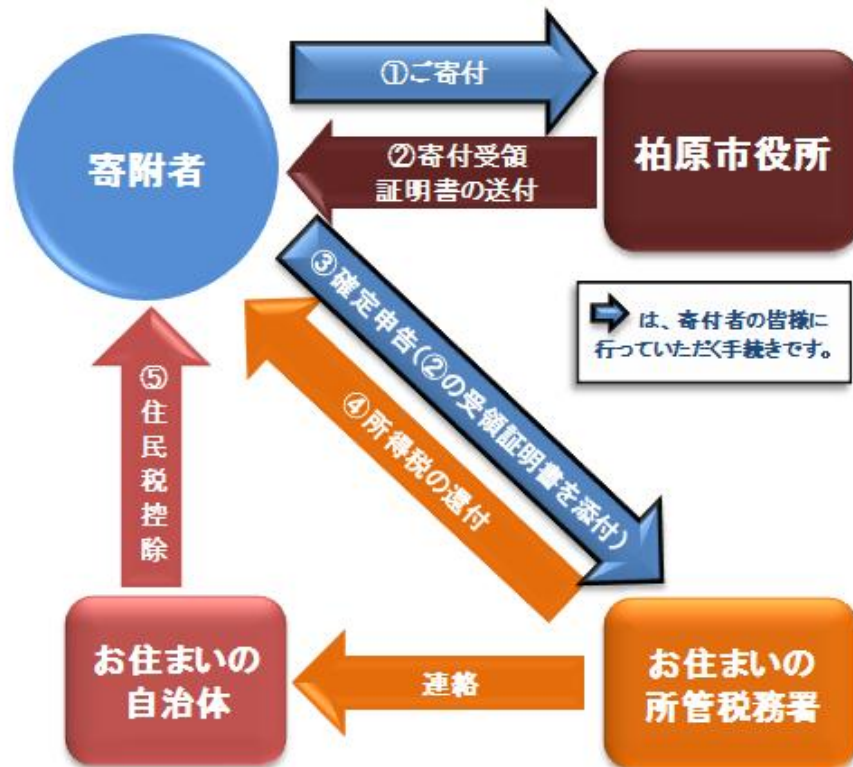 寄附者
①ご寄付
柏原市役所
②寄付受領
証明書の送付
は、寄付者の皆様に
行っていただく手続きです。
③確定申告(②の受領証明書を添付)
④所得税の還付
⑤住民税控除
お住まいの
自治体
連絡
お住まいの
所管税務署